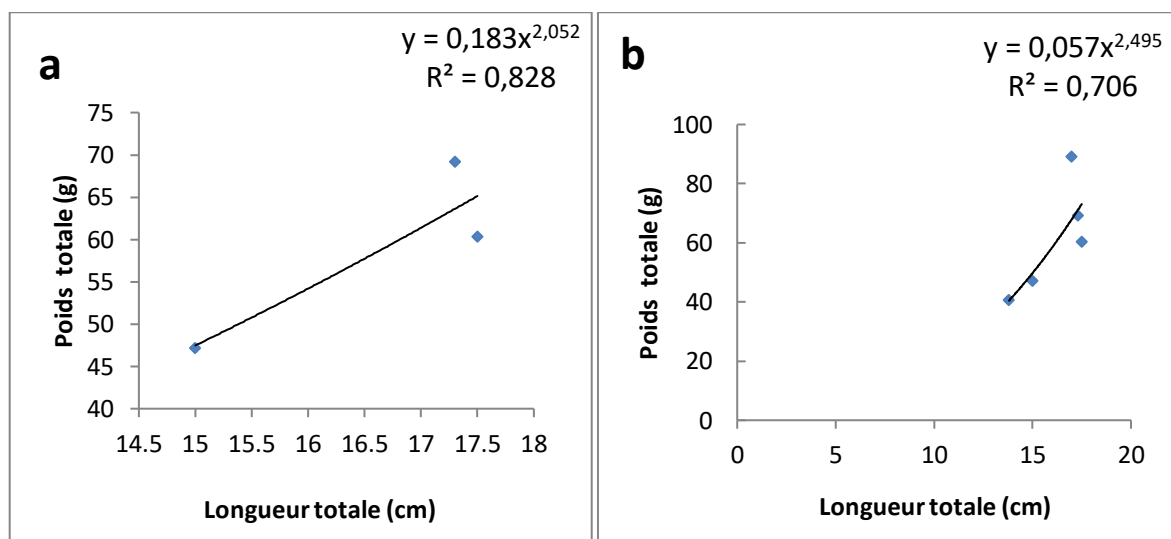 a
y = 0,183x^2,052
R² = 0,828
75
70
65
60
55
50
45
40
Poids totale (g)
14.5 15 15.5 16 16.5 17 17.5 18
Longueur totale (cm)
b
y = 0,057x^2,495
R² = 0,706
100
80
60
40
20
0
Poids totale (g)
0 5 10 15 20
Longueur totale (cm)